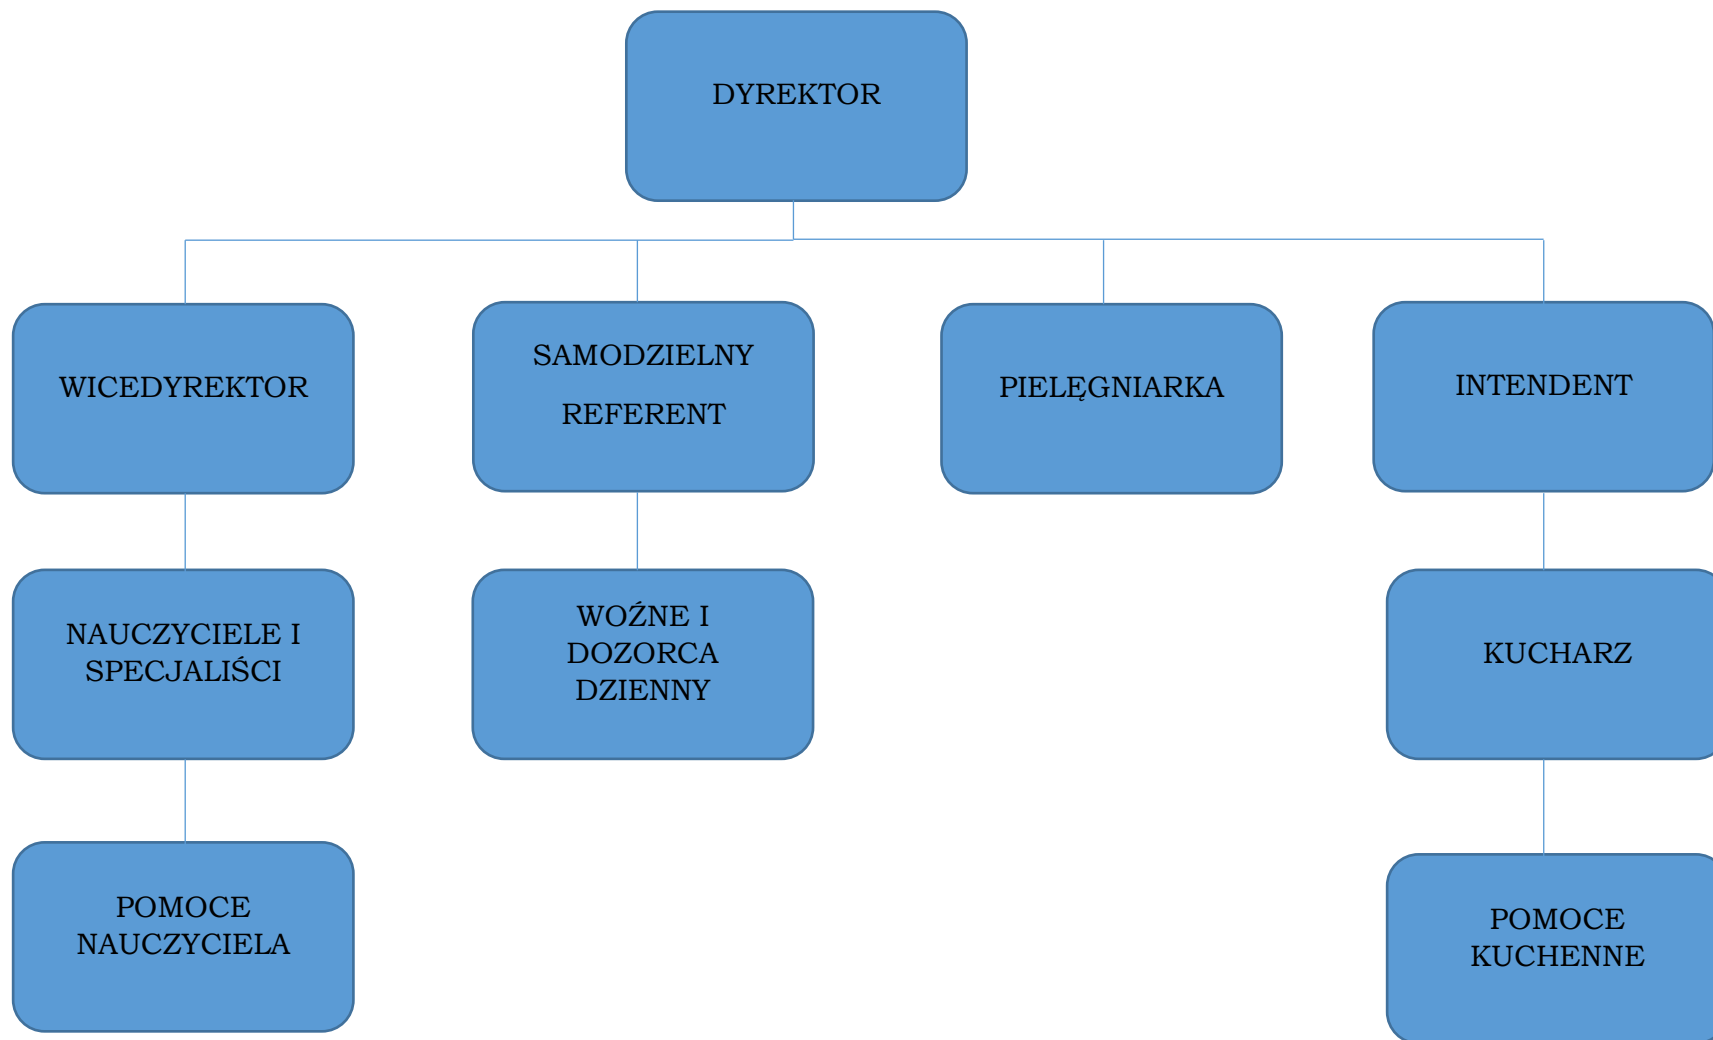 DYREKTOR
WICEDYREKTOR
SAMODZIELNY
REFERENT
PIELĘGNIARKA
INTENDENT
NAUCZYCIELE I
SPECJALIŚCI
WOŹNE I
DOZORCA
DZIENNY
KUCHARZ
POMOCE
NAUCZYCIELA
POMOCE
KUCHENNE